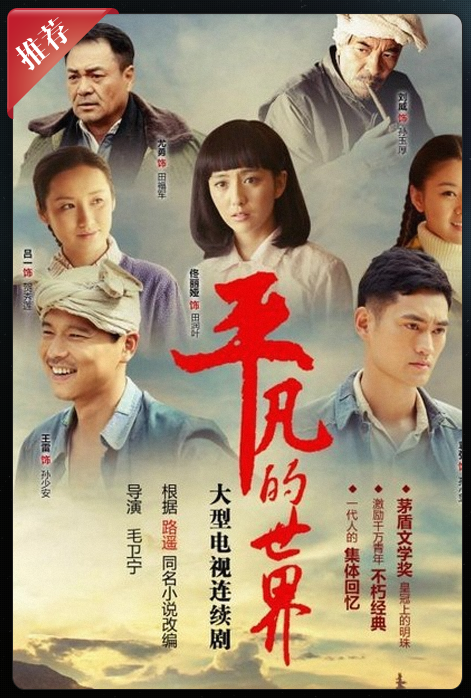 推荐
尤勇 饰 田福军
刘威 饰 孙玉厚
吕一 饰
佟丽娅 饰 田润叶
王雷 饰 孙少安
平凡的世界
大型电视连续剧
根据 路遥 同名小说改编
导演 毛卫宁
茅盾文学奖 皇冠上的明珠
激励千万青年 不朽经典
一代人的 集体回忆